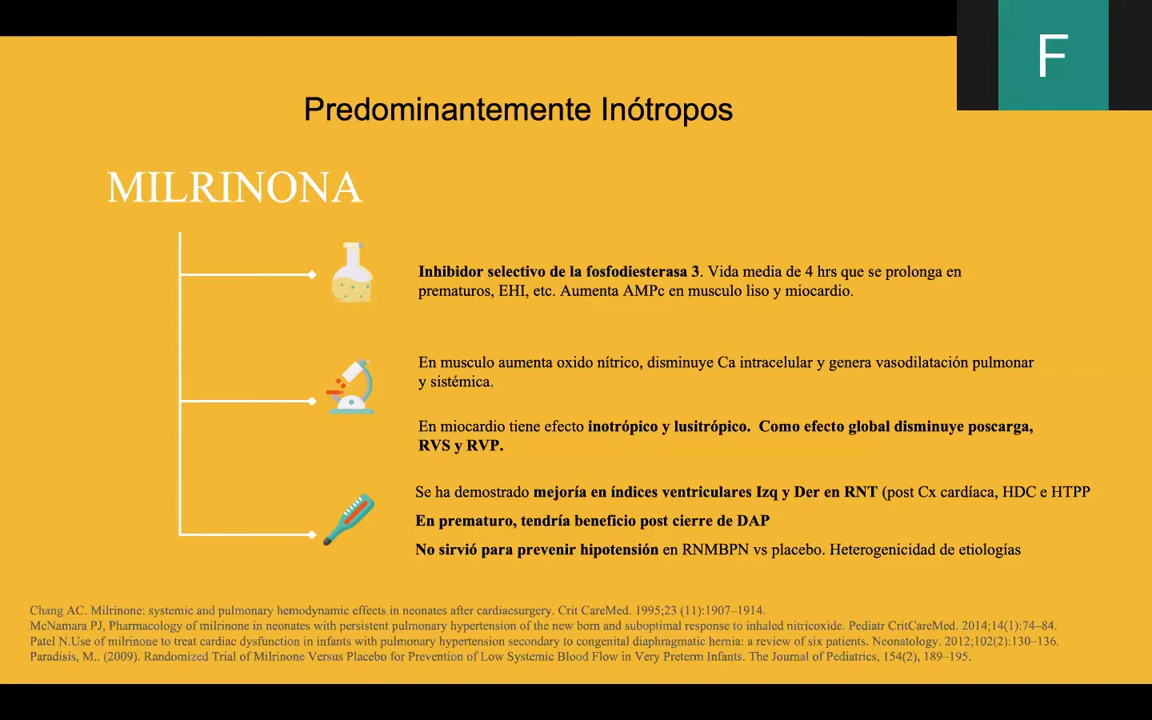 F
Predominantemente Inótropos
MILRINONA
Inhibidor selectivo de la fosfodiesterasa 3. Vida media de 4 hrs que se prolonga en
prematuros, EHI, etc. Aumenta AMPc en musculo liso y miocardio.
En musculo aumenta oxido nítrico, disminuye Ca intracelular y genera vasodilatación pulmonar
y sistémica.
En miocardio tiene efecto inotrópico y lusitrópico. Como efecto global disminuye poscarga,
RVS y RVP.
Se ha demostrado mejoría en índices ventriculares Izq y Der en RNT (post Cx cardíaca, HDC e HTPP
En prematuro, tendría beneficio post cierre de DAP
No sirvió para prevenir hipotensión en RNMBPN vs placebo. Heterogenicidad de etiologías
Chang AC. Milrinone: systemic and pulmonary hemodynamic effects in neonates after cardiacsurgery. Crit CareMed. 1995;23 (11):1907–1914.
McNamara PJ, Pharmacology of milrinone in neonates with persistent pulmonary hypertension of the new born and suboptimal response to inhaled nitricoxide. Pediatr CritCareMed. 2014;14(1):74–84.
Patel N.Use of milrinone to treat cardiac dysfunction in infants with pulmonary hypertension secondary to congenital diaphragmatic hernia: a review of six patients. Neonatology. 2012;102(2):130–136.
Paradisis, M.. (2009). Randomized Trial of Milrinone Versus Placebo for Prevention of Low Systemic Blood Flow in Very Preterm Infants. The Journal of Pediatrics, 154(2), 189–195.